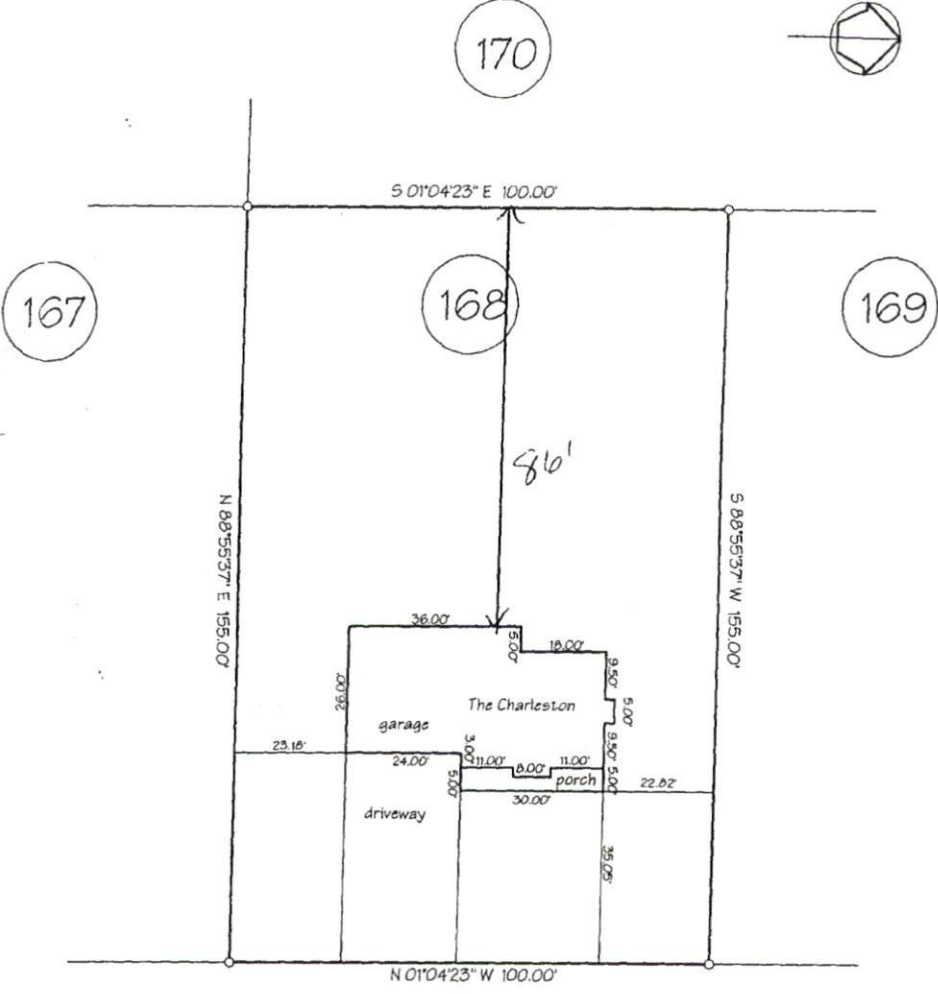 170
S 01°04'23" E 100.00'
167
168
169
86'
N 88°55'37" E 155.00'
S 88°55'37" W 155.00'
36.00'
5.00'
18.00'
9.50'
26.00'
The Charleston
5.00'
garage
23.18'
24.00'
3.00'
11.00'
8.00'
11.00'
9.50'
5.00'
porch
5.00'
30.00'
22.82'
driveway
35.05'
N 01°04'23" W 100.00'